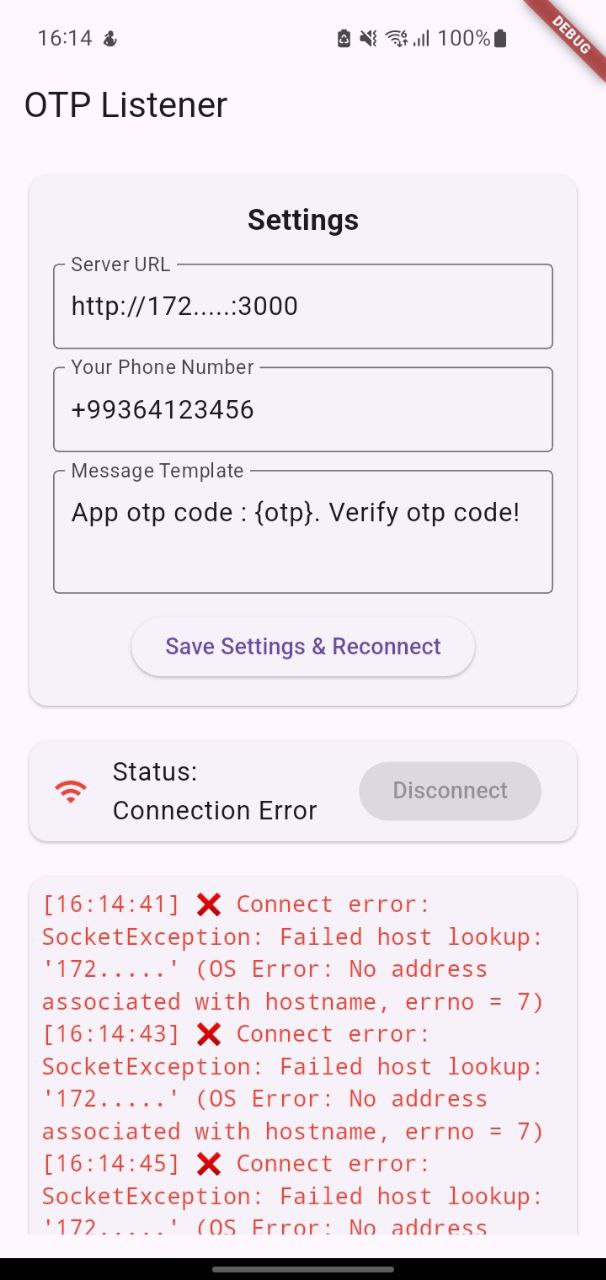 16:14
100%
DEBUG
OTP Listener
Settings
Server URL
http://172.....:3000
Your Phone Number
+99364123456
Message Template
App otp code : {otp}. Verify otp code!
Save Settings & Reconnect
Status:
Connection Error
Disconnect
[16:14:41] ❌ Connect error:
SocketException: Failed host lookup:
'172.....' (OS Error: No address
associated with hostname, errno = 7)
[16:14:43] ❌ Connect error:
SocketException: Failed host lookup:
'172.....' (OS Error: No address
associated with hostname, errno = 7)
[16:14:45] ❌ Connect error:
SocketException: Failed host lookup:
'172.....' (OS Error: No address